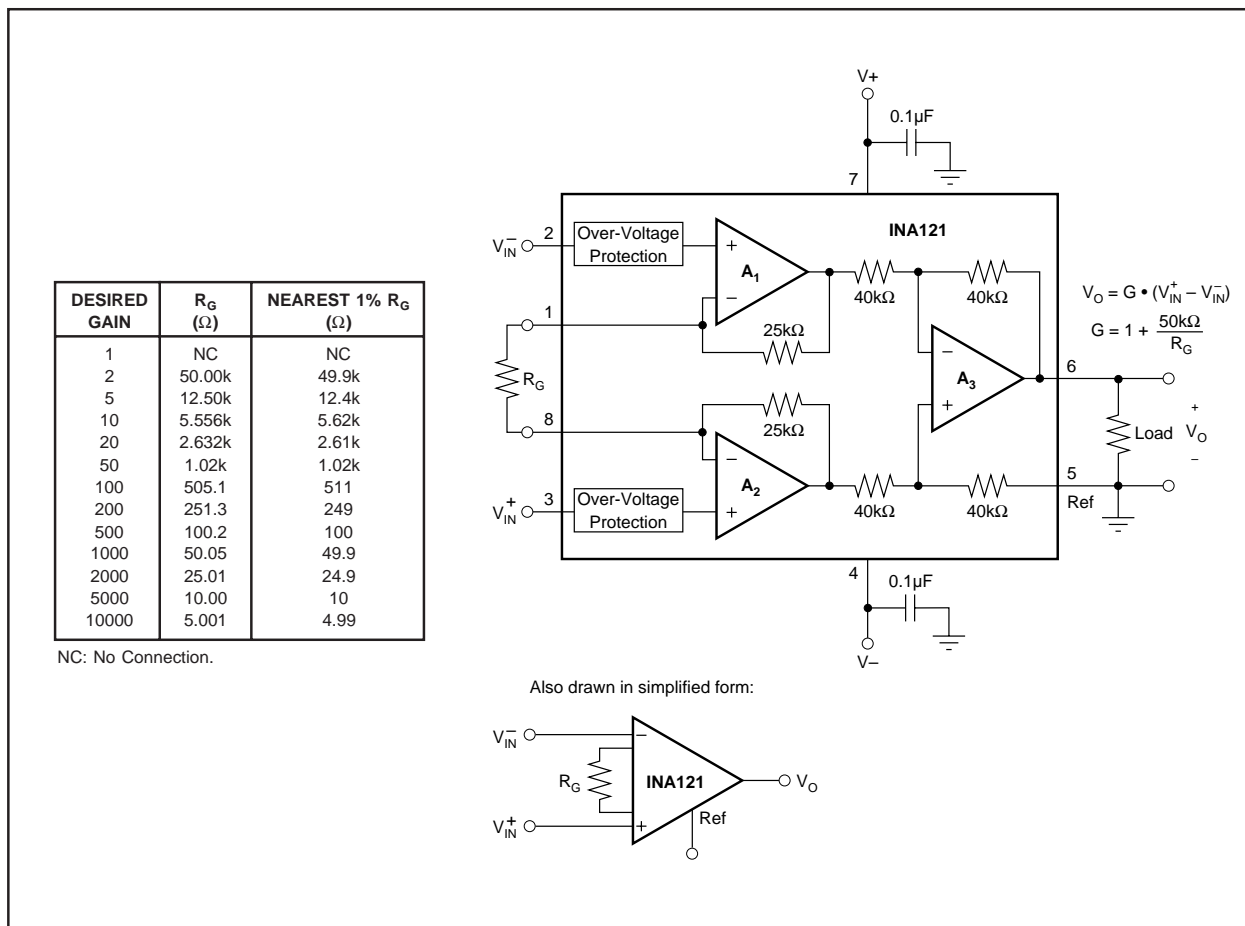 DESIRED GAIN R_G (Ω) NEAREST 1% R_G (Ω)
1 NC NC
2 50.00k 49.9k
5 12.50k 12.4k
10 5.556k 5.62k
20 2.632k 2.61k
50 1.02k 1.02k
100 505.1 511
200 251.3 249
500 100.2 100
1000 50.05 49.9
2000 25.01 24.9
5000 10.00 10
10000 5.001 4.99
NC: No Connection.
V+
0.1µF
7
INA121
V_IN^– 2 Over-Voltage
Protection
+
A_1
–
40kΩ 40kΩ
1
25kΩ
R_G
8
25kΩ
–
A_2
+
V_IN^+ 3 Over-Voltage
Protection
40kΩ 40kΩ
–
A_3
+
6
V_O = G • (V_IN^+ – V_IN^–)
G = 1 + 50kΩ
R_G
Load
+
V_O
–
5
Ref
4
0.1µF
V–
Also drawn in simplified form:
V_IN^– –
R_G INA121 V_O
V_IN^+ +
Ref